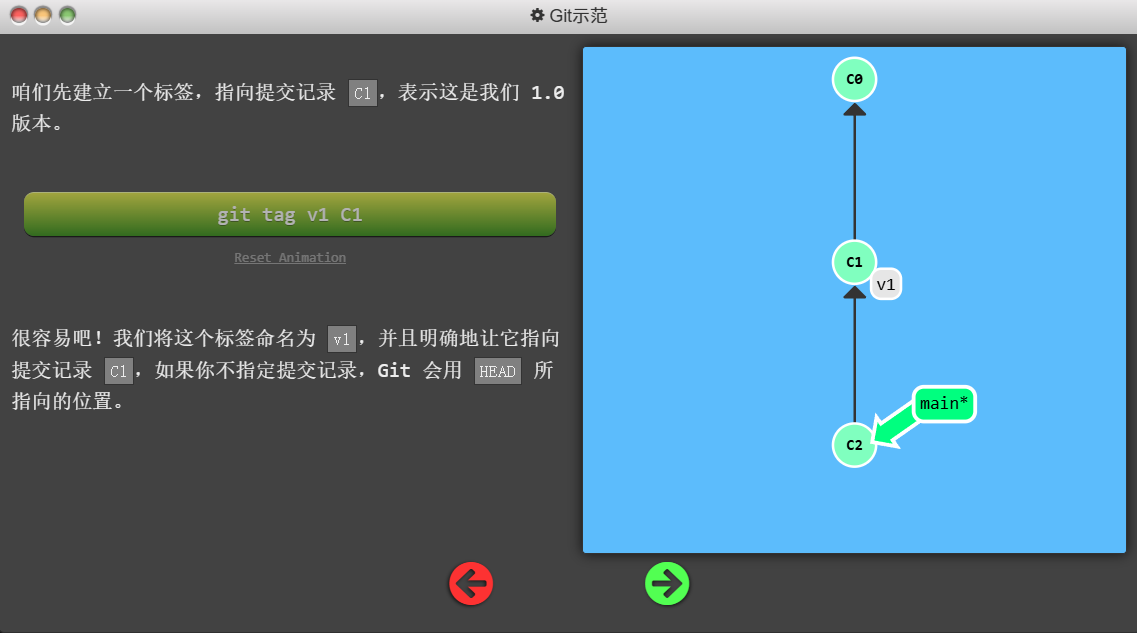 Git示范
咱们先建立一个标签，指向提交记录 C1，表示这是我们 1.0
版本。
git tag v1 C1
Reset Animation
很容易吧！我们将这个标签命名为 v1，并且明确地让它指向
提交记录 C1，如果你不指定提交记录，Git 会用 HEAD 所
指向的位置。
C0
C1
v1
main*
C2